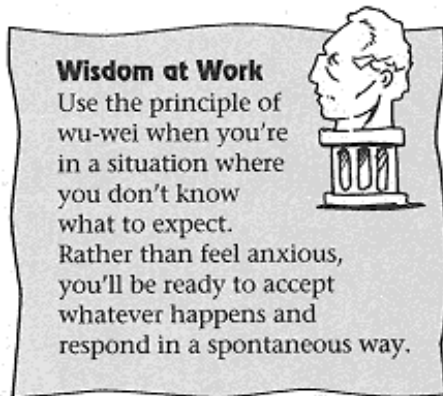 Wisdom at Work
Use the principle of
wu-wei when you're
in a situation where
you don't know
what to expect.
Rather than feel anxious,
you'll be ready to accept
whatever happens and
respond in a spontaneous way.